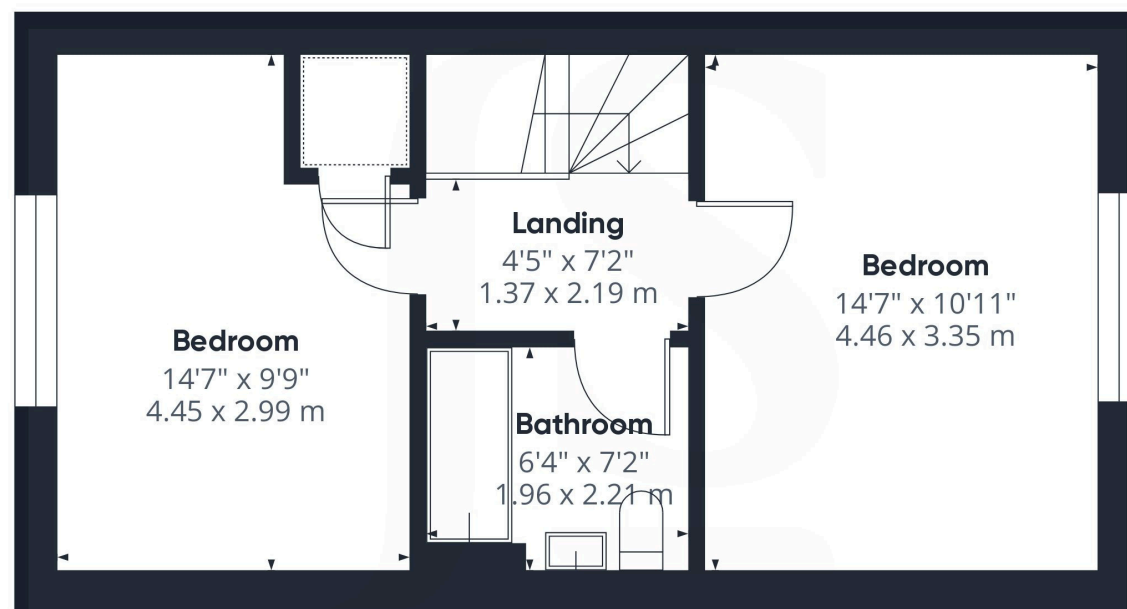 Landing
4'5" x 7'2"
1.37 x 2.19 m
Bedroom
14'7" x 10'11"
4.46 x 3.35 m
Bedroom
14'7" x 9'9"
4.45 x 2.99 m
Bathroom
6'4" x 7'2"
1.96 x 2.21 m